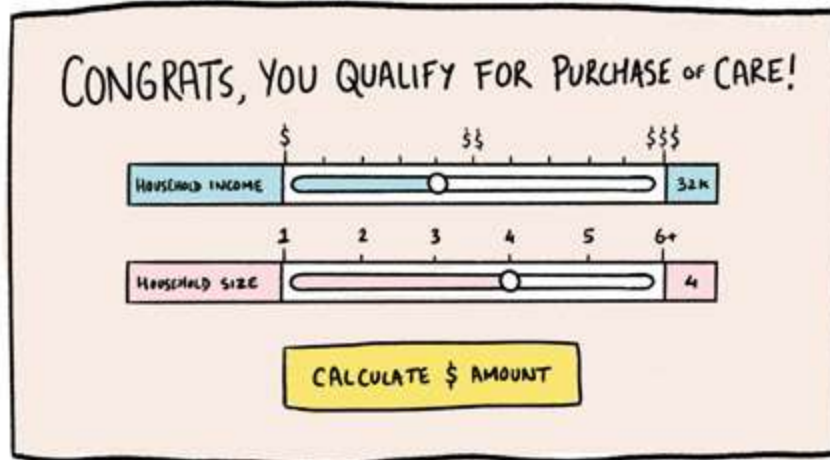 CONGRATS, YOU QUALIFY FOR PURCHASE OF CARE!
$ $$ $$$
HOUSEHOLD INCOME 32K
1 2 3 4 5 6+
HOUSEHOLD SIZE 4
CALCULATE $ AMOUNT